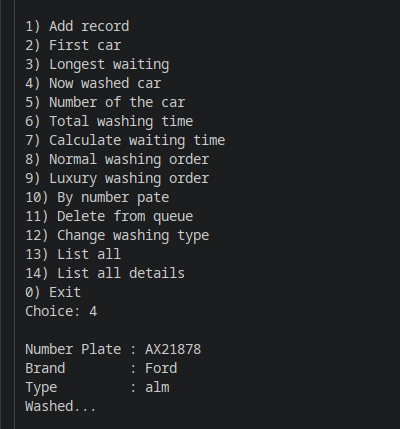 1) Add record
2) First car
3) Longest waiting
4) Now washed car
5) Number of the car
6) Total washing time
7) Calculate waiting time
8) Normal washing order
9) Luxury washing order
10) By number pate
11) Delete from queue
12) Change washing type
13) List all
14) List all details
0) Exit
Choice: 4

Number Plate : AX21878
Brand        : Ford
Type         : alm
Washed...